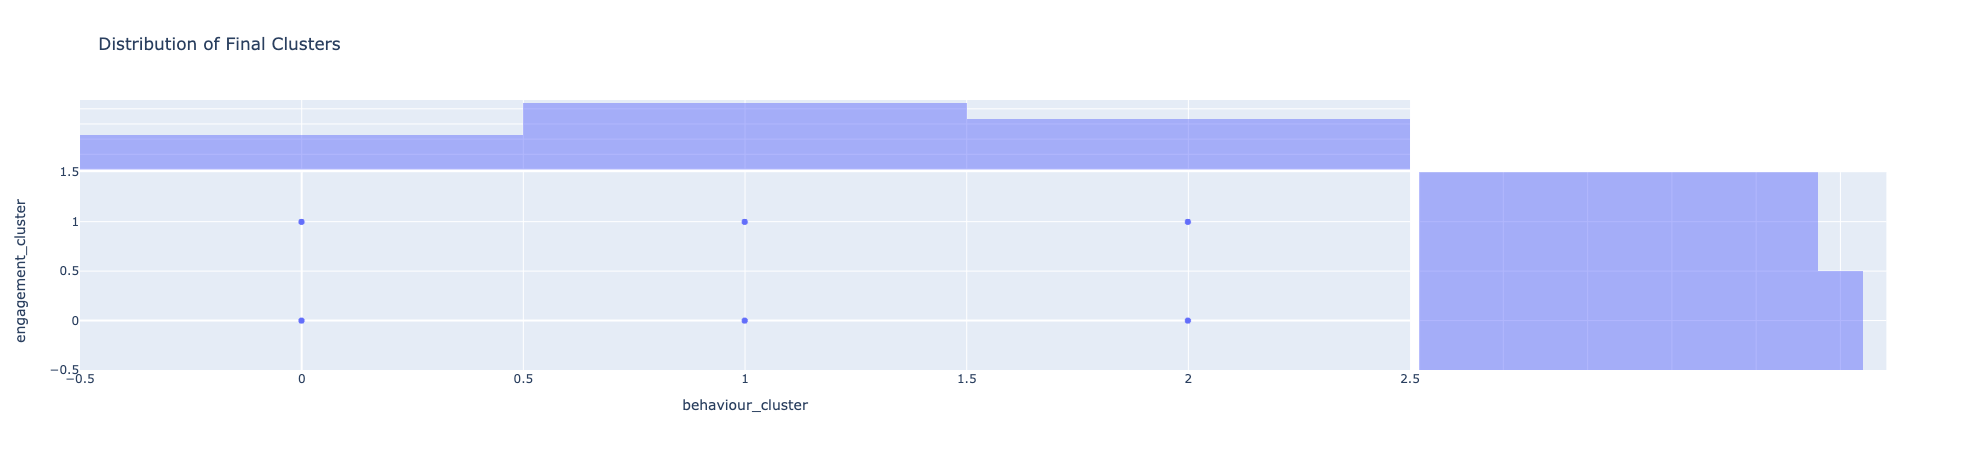 Distribution of Final Clusters
1.5
1
0.5
0
−0.5
engagement_cluster
−0.5 0 0.5 1 1.5 2 2.5
behaviour_cluster